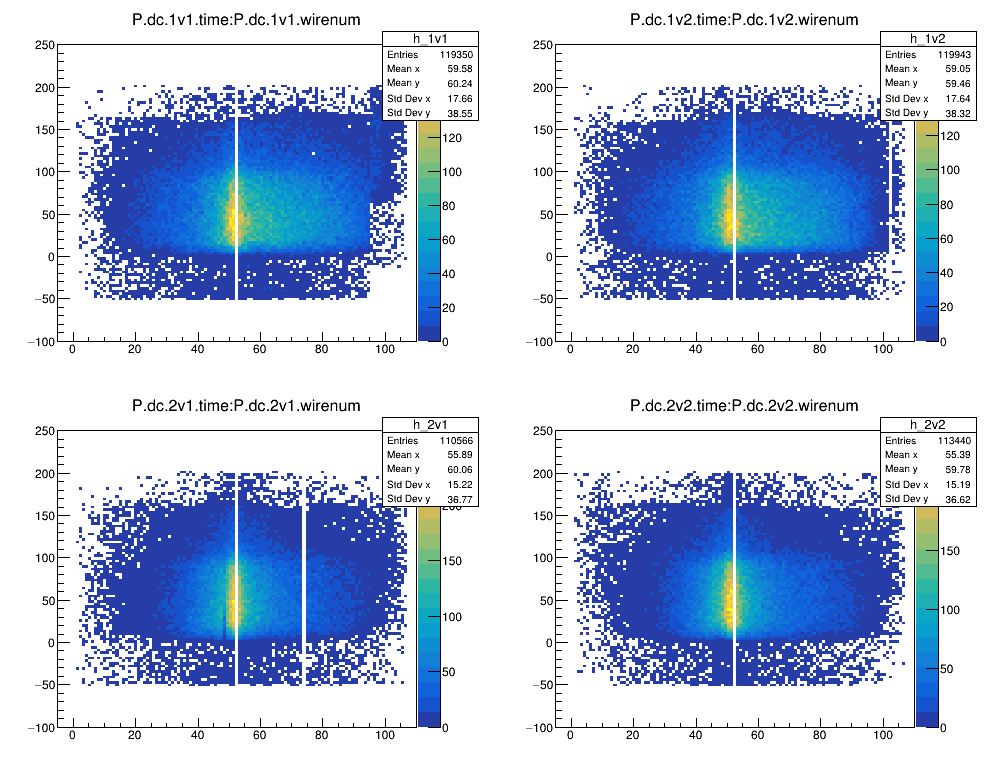 P.dc.1v1.time:P.dc.1v1.wirenum
h_1v1
Entries 119350
Mean x 59.58
Mean y 60.24
Std Dev x 17.66
Std Dev y 38.55
250
200
150
100
50
0
−50
−100
0 20 40 60 80 100
120
100
80
60
40
20
0
P.dc.1v2.time:P.dc.1v2.wirenum
h_1v2
Entries 119943
Mean x 59.05
Mean y 59.46
Std Dev x 17.64
Std Dev y 38.32
250
200
150
100
50
0
−50
−100
0 20 40 60 80 100
120
100
80
60
40
20
0
P.dc.2v1.time:P.dc.2v1.wirenum
h_2v1
Entries 110566
Mean x 55.89
Mean y 60.06
Std Dev x 15.22
Std Dev y 36.77
250
200
150
100
50
0
−50
−100
0 20 40 60 80 100
200
150
100
50
0
P.dc.2v2.time:P.dc.2v2.wirenum
h_2v2
Entries 113440
Mean x 55.39
Mean y 59.78
Std Dev x 15.19
Std Dev y 36.62
250
200
150
100
50
0
−50
−100
0 20 40 60 80 100
150
100
50
0